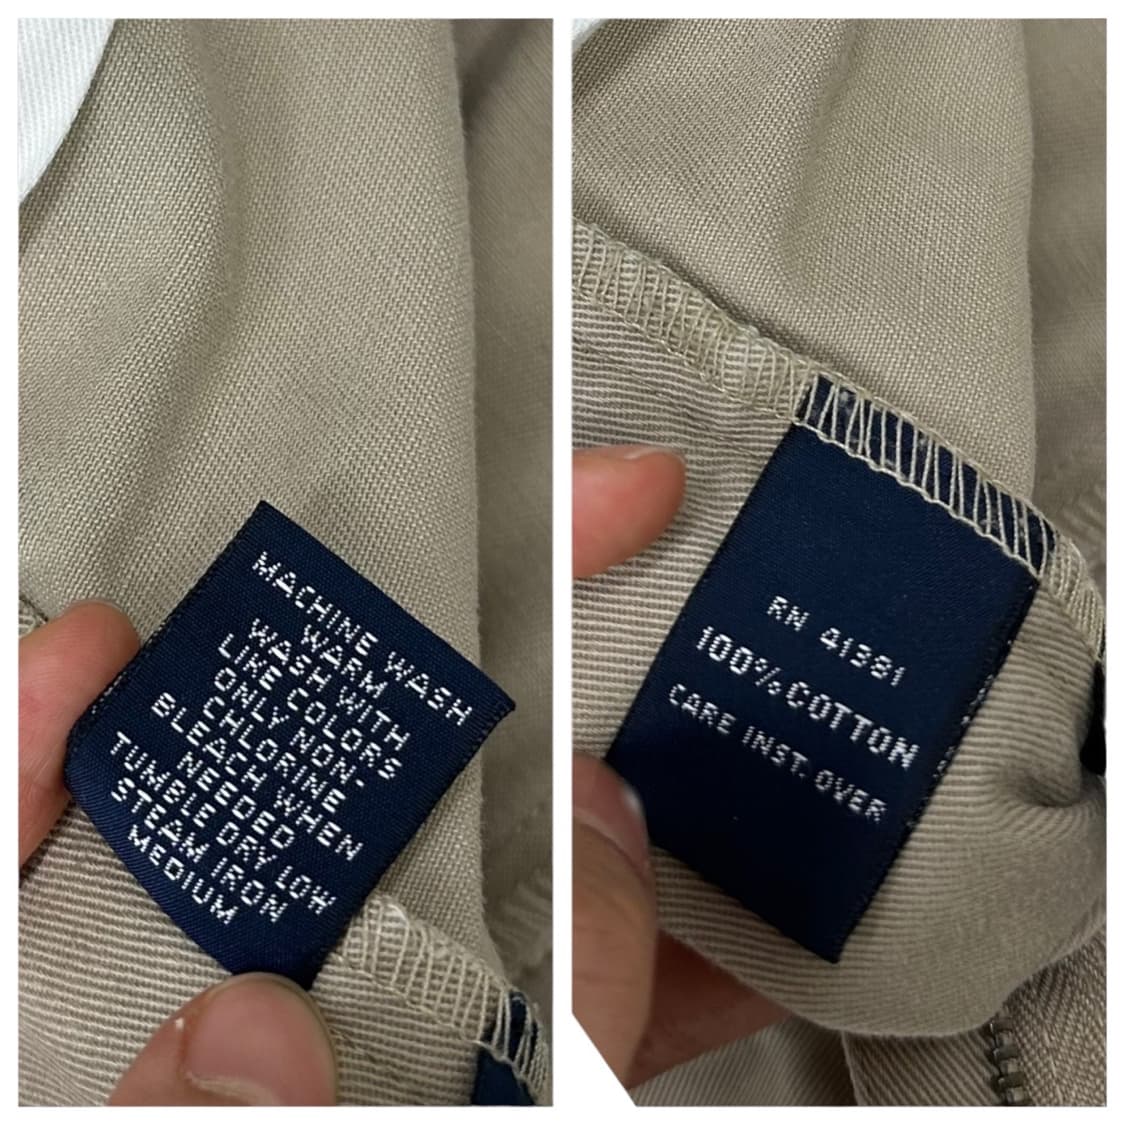 MACHINE WASH
WARM
WASH WITH
LIKE COLORS
ONLY NON-
CHLORINE
BLEACH WHEN
NEEDED
TUMBLE DRY LOW
STEAM IRON
MEDIUM
RN 41381
100% COTTON
CARE INST. OVER